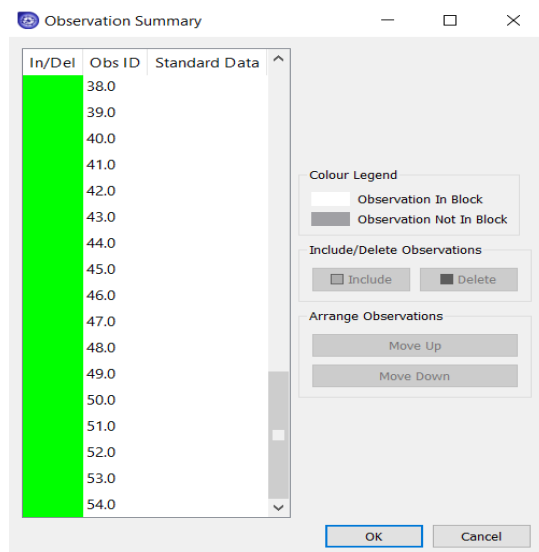 Observation Summary
In/Del Obs ID Standard Data
38.0
39.0
40.0
41.0
42.0
43.0
44.0
45.0
46.0
47.0
48.0
49.0
50.0
51.0
52.0
53.0
54.0
Colour Legend
Observation In Block
Observation Not In Block
Include/Delete Observations
Include Delete
Arrange Observations
Move Up
Move Down
OK Cancel